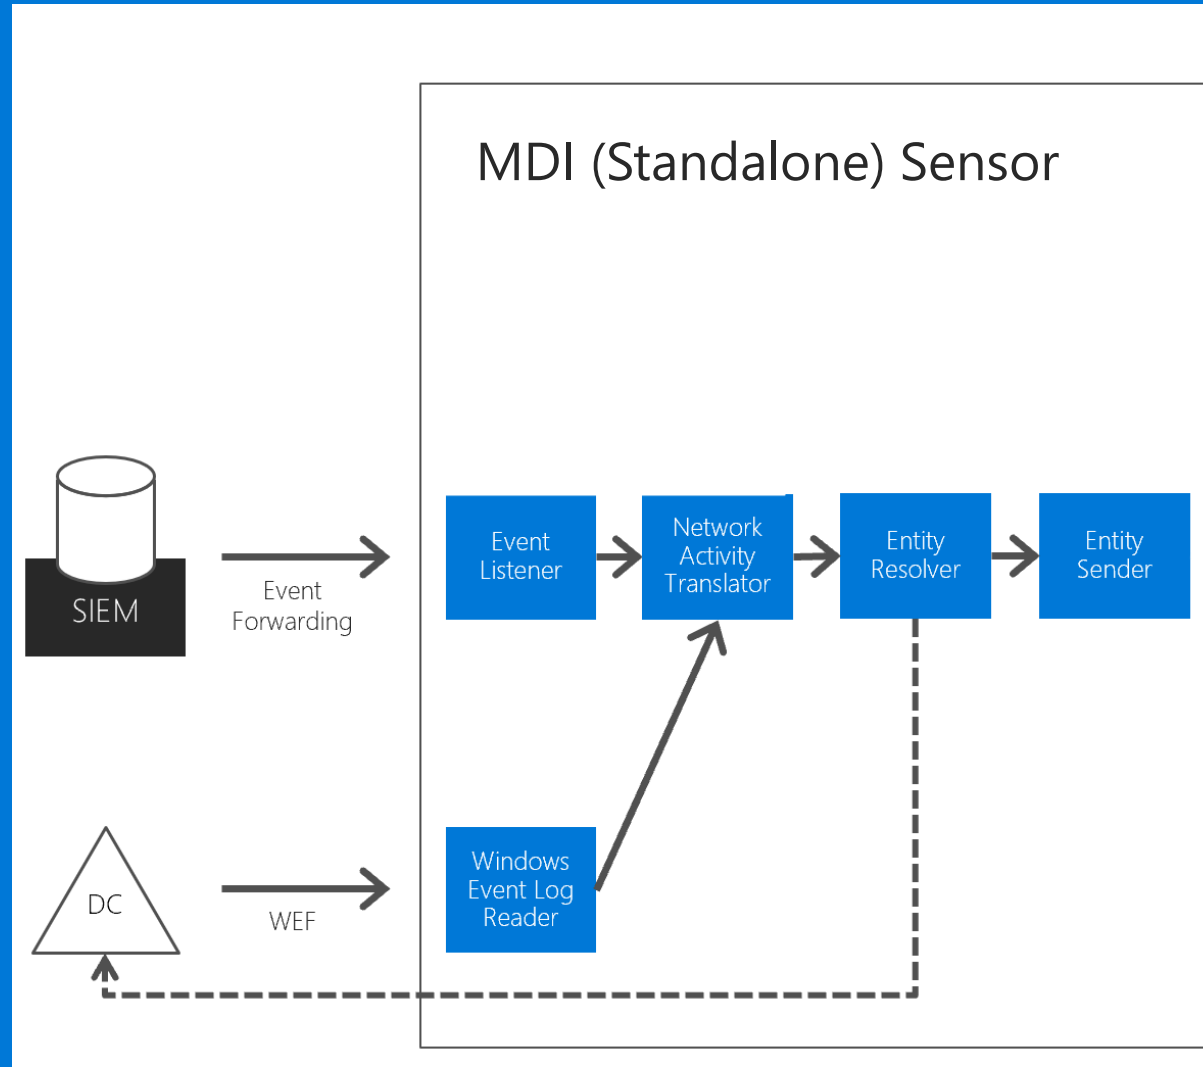 MDI (Standalone) Sensor
SIEM
Event
Forwarding
Event
Listener
Network
Activity
Translator
Entity
Resolver
Entity
Sender
DC
WEF
Windows
Event Log
Reader